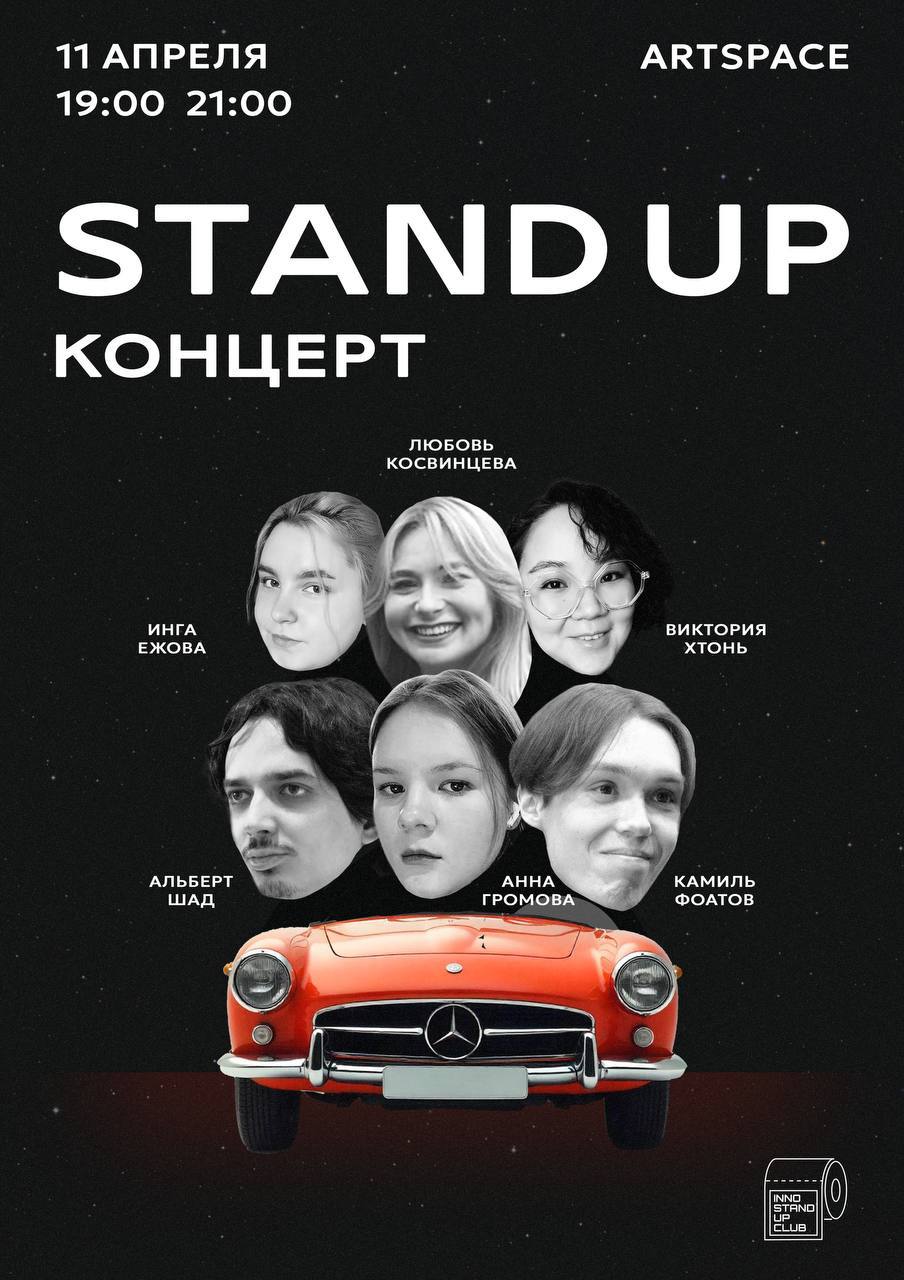 11 АПРЕЛЯ
19:00 21:00
ARTSPACE
STAND UP
КОНЦЕРТ
ЛЮБОВЬ
КОСВИНЦЕВА
ИНГА
ЕЖОВА
ВИКТОРИЯ
ХТОНЬ
АЛЬБЕРТ
ШАД
АННА
ГРОМОВА
КАМИЛЬ
ФОАТОВ
INNO
STAND
UP
CLUB